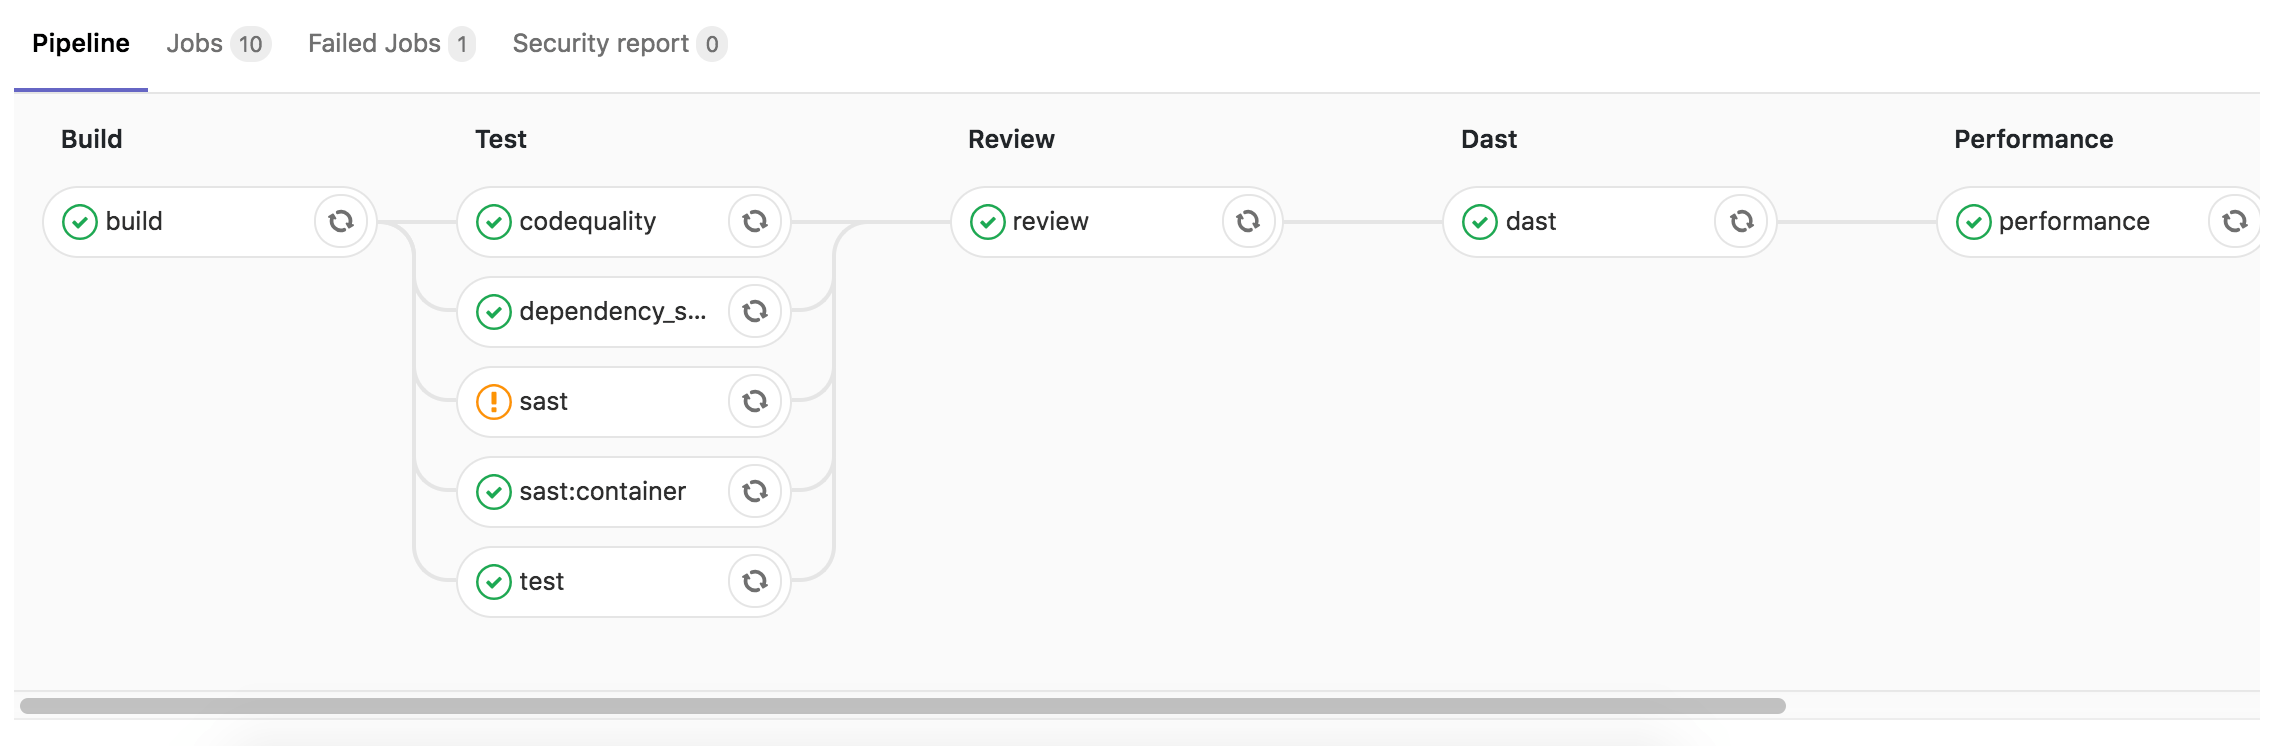 Pipeline Jobs 10 Failed Jobs 1 Security report 0
Build Test Review Dast Performance
build codequality review dast performance
dependency_s...
sast
sast:container
test